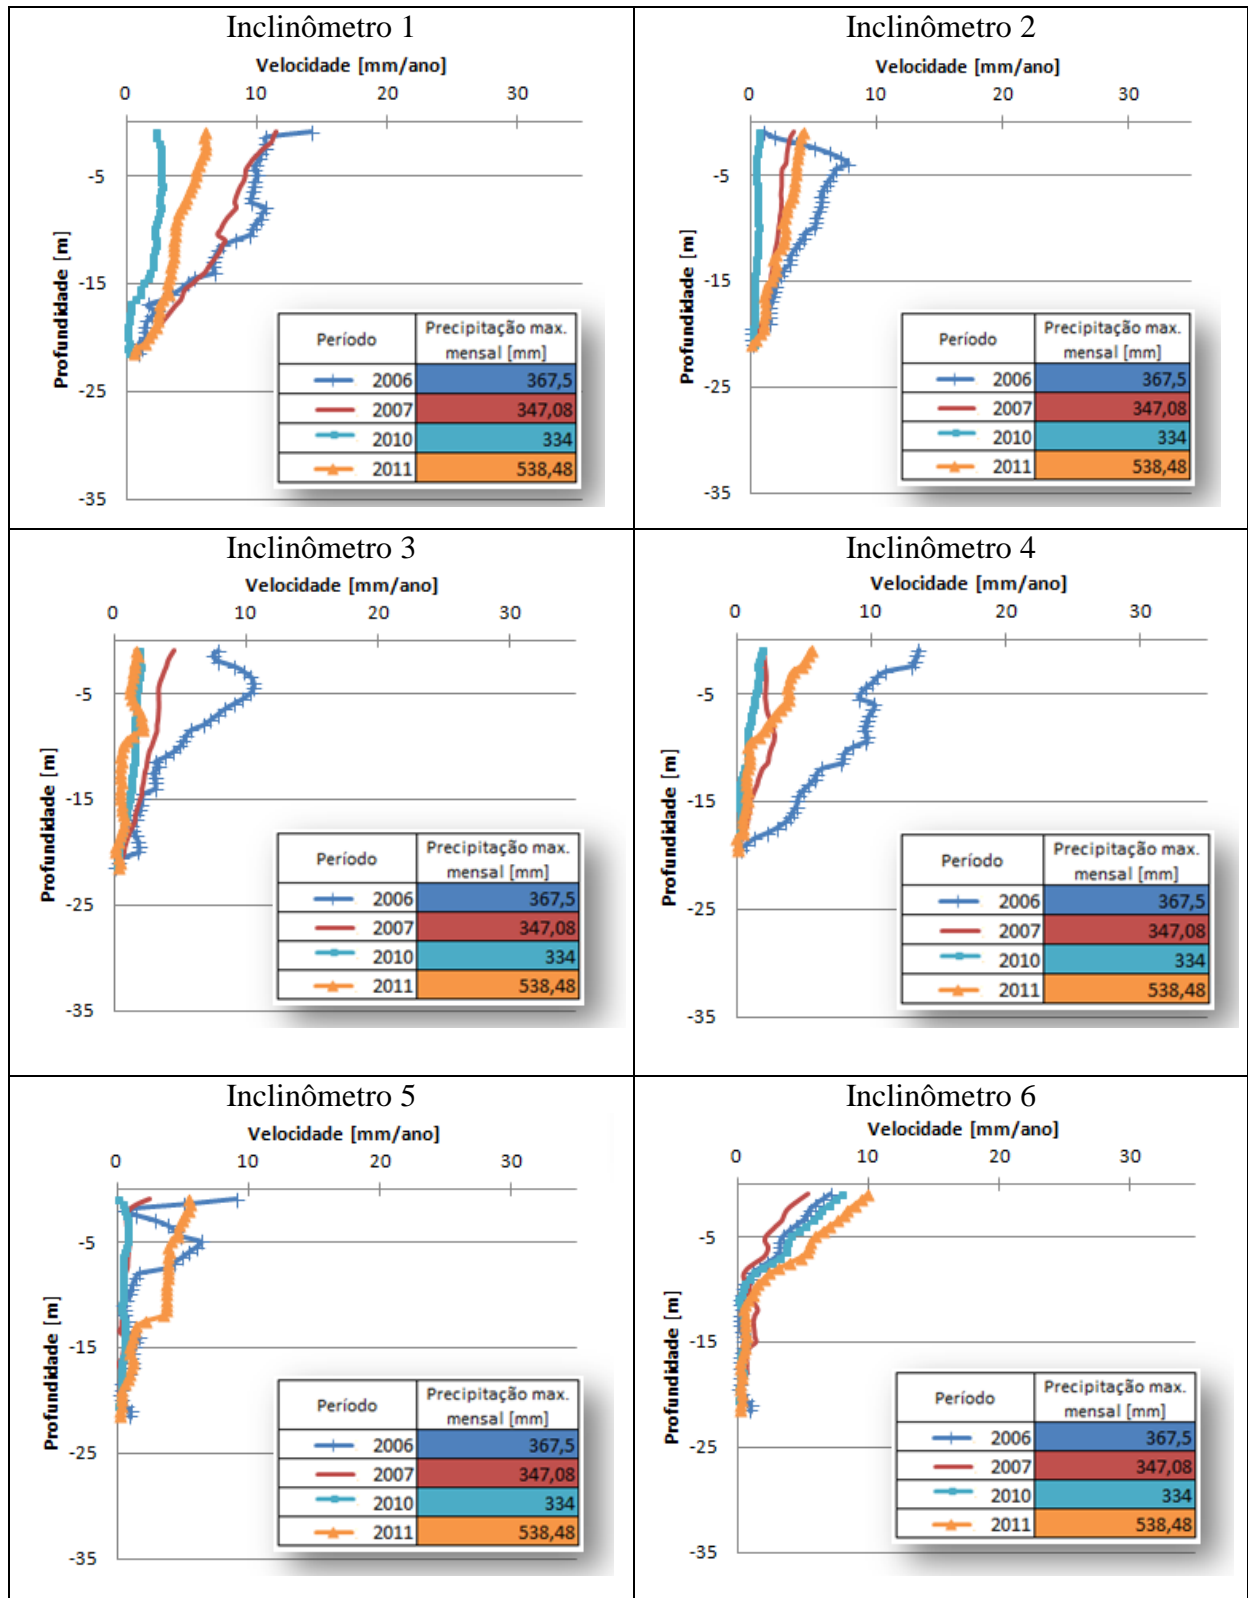 Inclinômetro 1
Velocidade [mm/ano]
0 10 20 30
-5
-15
-25
-35
Profundidade [m]
Período Precipitação max. mensal [mm]
2006 367,5
2007 347,08
2010 334
2011 538,48
Inclinômetro 2
Velocidade [mm/ano]
0 10 20 30
-5
-15
-25
-35
Profundidade [m]
Período Precipitação max. mensal [mm]
2006 367,5
2007 347,08
2010 334
2011 538,48
Inclinômetro 3
Velocidade [mm/ano]
0 10 20 30
-5
-15
-25
-35
Profundidade [m]
Período Precipitação max. mensal [mm]
2006 367,5
2007 347,08
2010 334
2011 538,48
Inclinômetro 4
Velocidade [mm/ano]
0 10 20 30
-5
-15
-25
-35
Profundidade [m]
Período Precipitação max. mensal [mm]
2006 367,5
2007 347,08
2010 334
2011 538,48
Inclinômetro 5
Velocidade [mm/ano]
0 10 20 30
-5
-15
-25
-35
Profundidade [m]
Período Precipitação max. mensal [mm]
2006 367,5
2007 347,08
2010 334
2011 538,48
Inclinômetro 6
Velocidade [mm/ano]
0 10 20 30
-5
-15
-25
-35
Profundidade [m]
Período Precipitação max. mensal [mm]
2006 367,5
2007 347,08
2010 334
2011 538,48